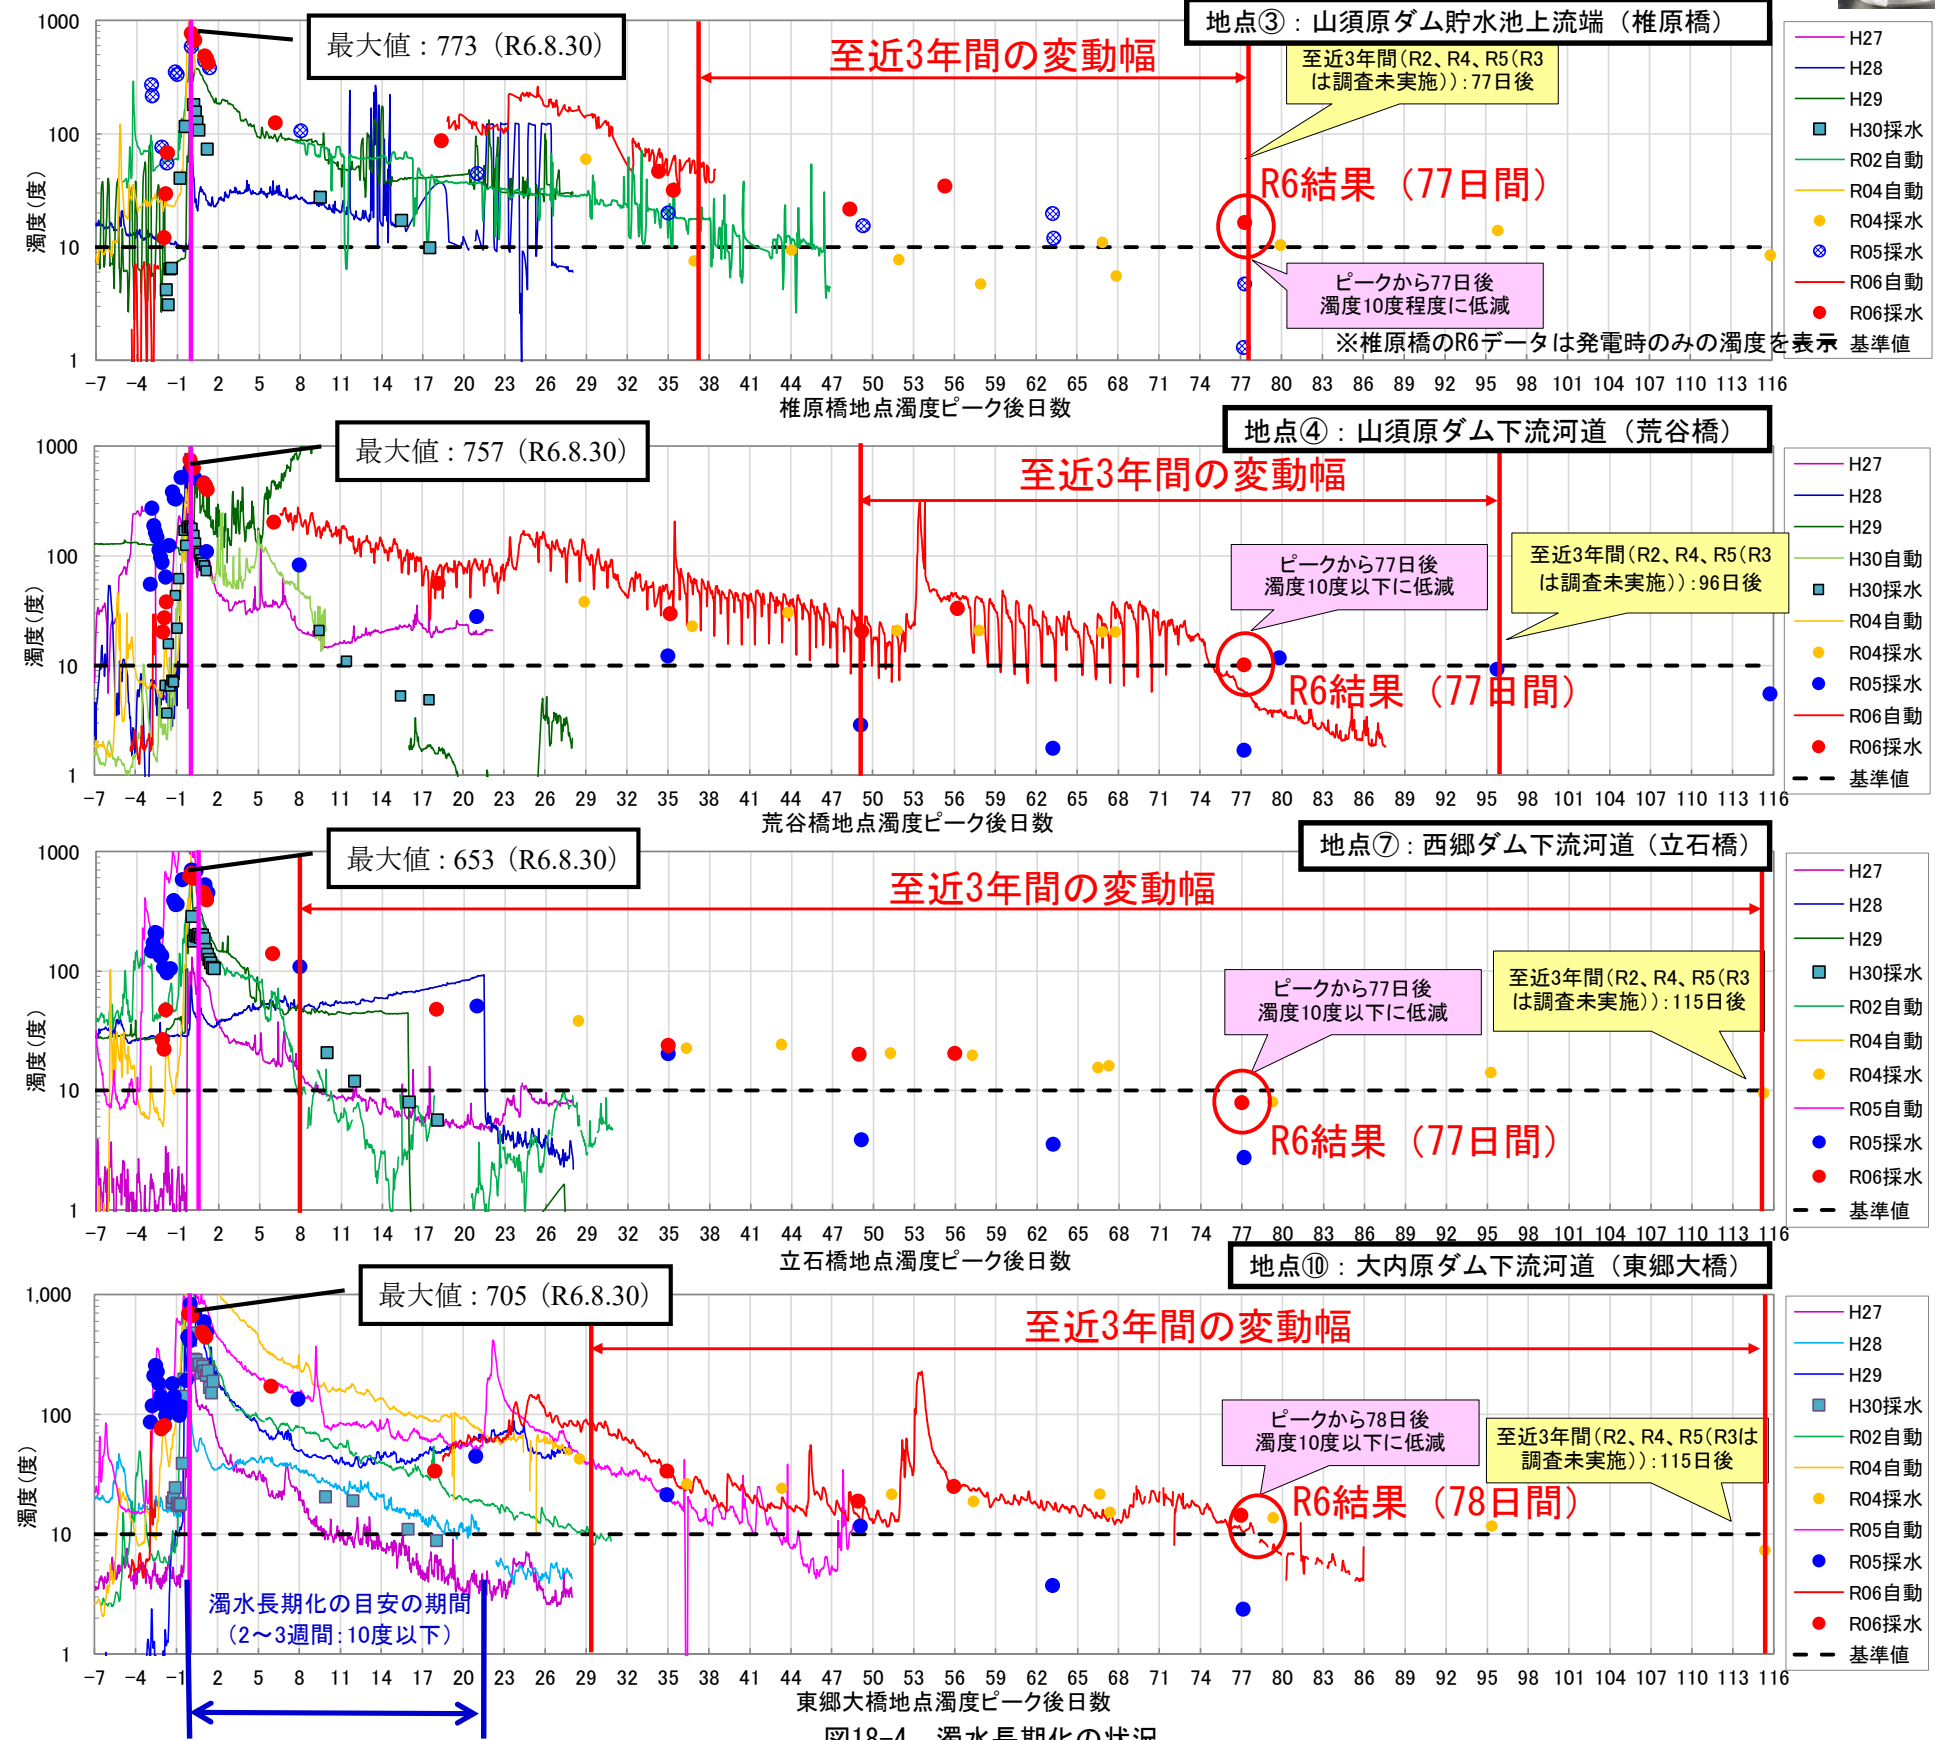 地点③：山須原ダム貯水池上流端（椎原橋）
最大値：773（R6.8.30）
至近3年間の変動幅
至近3年間（R2、R4、R5（R3
は調査未実施））：77日後
R6結果（77日間）
ピークから77日後
濁度10度程度に低減
※椎原橋のR6データは発電時のみの濁度を表示
濁度（度）
1000
100
10
1
-7 -4 -1 2 5 8 11 14 17 20 23 26 29 32 35 38 41 44 47 50 53 56 59 62 65 68 71 74 77 80 83 86 89 92 95 98 101 104 107 110 113 116
椎原橋地点濁度ピーク後日数
H27
H28
H29
H30採水
R02自動
R04自動
R04採水
R05採水
R06自動
R06採水
基準値
地点④：山須原ダム下流河道（荒谷橋）
最大値：757（R6.8.30）
至近3年間の変動幅
ピークから77日後
濁度10度以下に低減
至近3年間（R2、R4、R5（R3
は調査未実施））：96日後
R6結果（77日間）
濁度（度）
1000
100
10
1
-7 -4 -1 2 5 8 11 14 17 20 23 26 29 32 35 38 41 44 47 50 53 56 59 62 65 68 71 74 77 80 83 86 89 92 95 98 101 104 107 110 113 116
荒谷橋地点濁度ピーク後日数
H27
H28
H29
H30自動
H30採水
R04自動
R04採水
R05採水
R06自動
R06採水
基準値
地点⑦：西郷ダム下流河道（立石橋）
最大値：653（R6.8.30）
至近3年間の変動幅
ピークから77日後
濁度10度以下に低減
至近3年間（R2、R4、R5（R3
は調査未実施））：115日後
R6結果（77日間）
濁度（度）
1000
100
10
1
-7 -4 -1 2 5 8 11 14 17 20 23 26 29 32 35 38 41 44 47 50 53 56 59 62 65 68 71 74 77 80 83 86 89 92 95 98 101 104 107 110 113 116
立石橋地点濁度ピーク後日数
H27
H28
H29
H30採水
R02自動
R04自動
R04採水
R05自動
R05採水
R06採水
基準値
地点⑩：大内原ダム下流河道（東郷大橋）
最大値：705（R6.8.30）
至近3年間の変動幅
ピークから78日後
濁度10度以下に低減
至近3年間（R2、R4、R5（R3は
調査未実施））：115日後
R6結果（78日間）
濁水長期化の目安の期間
（2～3週間：10度以下）
濁度（度）
1,000
100
10
1
-7 -4 -1 2 5 8 11 14 17 20 23 26 29 32 35 38 41 44 47 50 53 56 59 62 65 68 71 74 77 80 83 86 89 92 95 98 101 104 107 110 113 116
東郷大橋地点濁度ピーク後日数
H27
H28
H29
H30採水
R02自動
R04自動
R04採水
R05自動
R05採水
R06自動
R06採水
基準値
図18-4 濁水長期化の状況